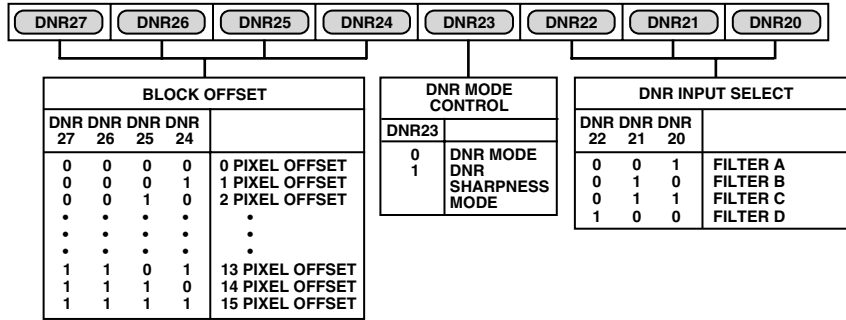 DNR27 DNR26 DNR25 DNR24 DNR23 DNR22 DNR21 DNR20
BLOCK OFFSET
DNR DNR DNR DNR
27 26 25 24
0 0 0 0 0 PIXEL OFFSET
0 0 0 1 1 PIXEL OFFSET
0 0 1 0 2 PIXEL OFFSET
• • • • •
• • • • •
• • • • •
1 1 0 1 13 PIXEL OFFSET
1 1 1 0 14 PIXEL OFFSET
1 1 1 1 15 PIXEL OFFSET
DNR MODE
CONTROL
DNR23
0 DNR MODE
1 DNR
SHARPNESS
MODE
DNR INPUT SELECT
DNR DNR DNR
22 21 20
0 0 1 FILTER A
0 1 0 FILTER B
0 1 1 FILTER C
1 0 0 FILTER D